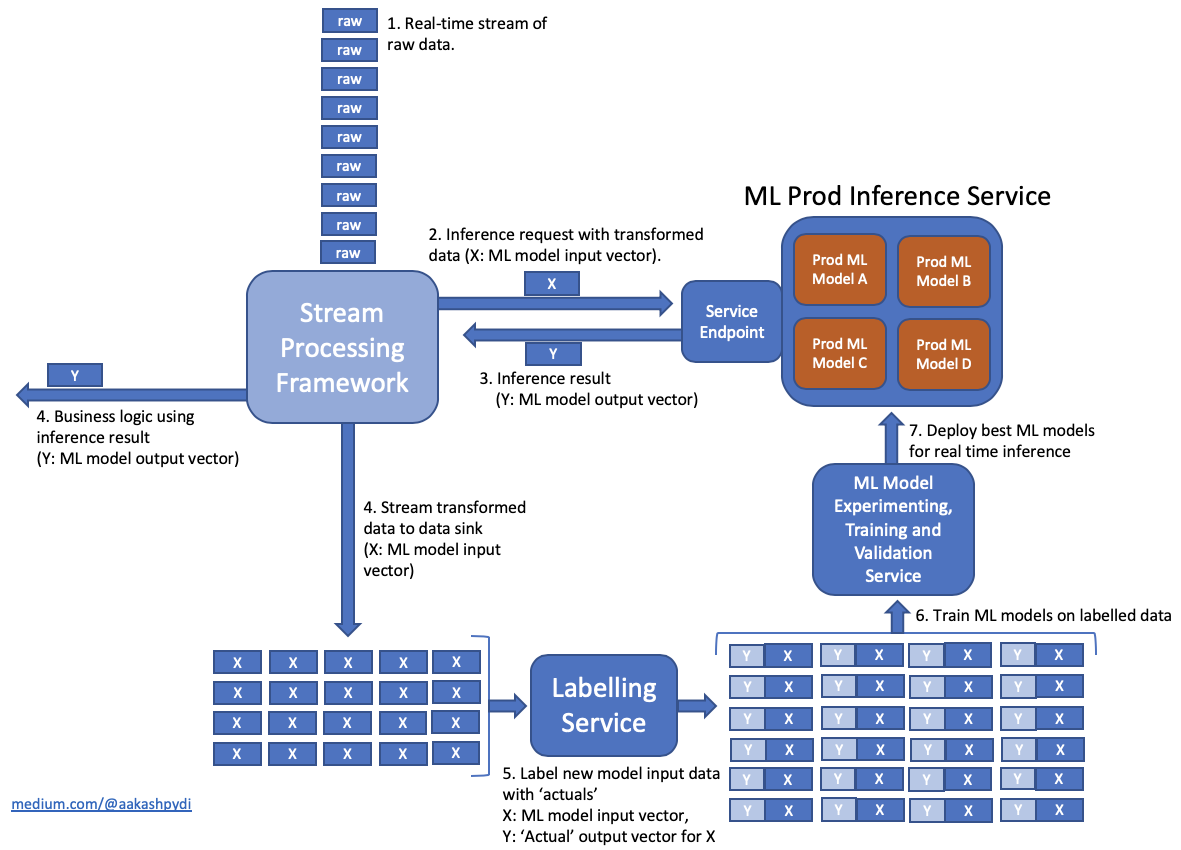 raw
1. Real-time stream of
raw data.
raw
raw
raw
raw
raw
raw
raw
raw
ML Prod Inference Service
2. Inference request with transformed
data (X: ML model input vector).
X
Stream
Processing
Framework
Service
Endpoint
Prod ML
Model A
Prod ML
Model B
Prod ML
Model C
Prod ML
Model D
Y
3. Inference result
(Y: ML model output vector)
Y
4. Business logic using
inference result
(Y: ML model output vector)
7. Deploy best ML models
for real time inference
ML Model
Experimenting,
Training and
Validation
Service
4. Stream transformed
data to data sink
(X: ML model input
vector)
6. Train ML models on labelled data
X X X X X
X X X X X
X X X X X
X X X X X
Labelling
Service
Y X Y X Y X Y X
Y X Y X Y X Y X
Y X Y X Y X Y X
Y X Y X Y X Y X
Y X Y X Y X Y X
Y X Y X Y X Y X
5. Label new model input data
with ‘actuals’
X: ML model input vector,
Y: ‘Actual’ output vector for X
medium.com/@aakashpydi